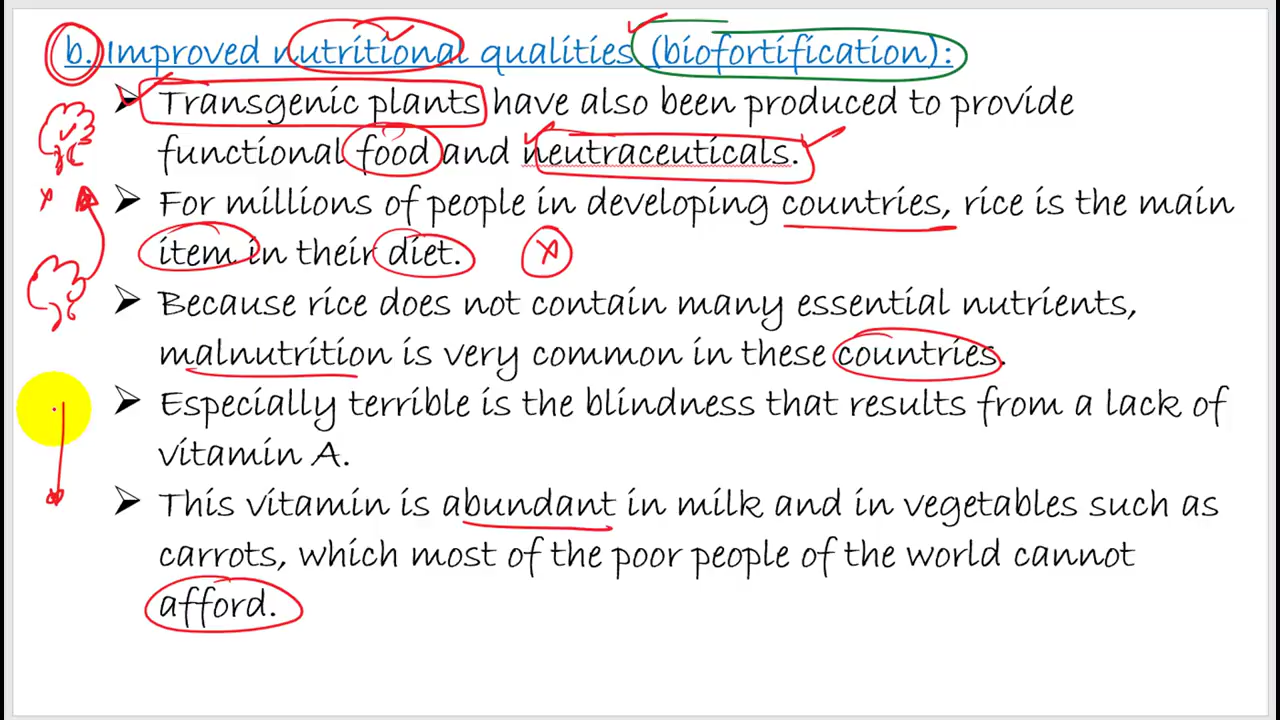 b. Improved nutritional qualities (biofortification):
➤ Transgenic plants have also been produced to provide
functional food and neutraceuticals.
➤ For millions of people in developing countries, rice is the main
item in their diet.
➤ Because rice does not contain many essential nutrients,
malnutrition is very common in these countries.
➤ Especially terrible is the blindness that results from a lack of
vitamin A.
➤ This vitamin is abundant in milk and in vegetables such as
carrots, which most of the poor people of the world cannot
afford.